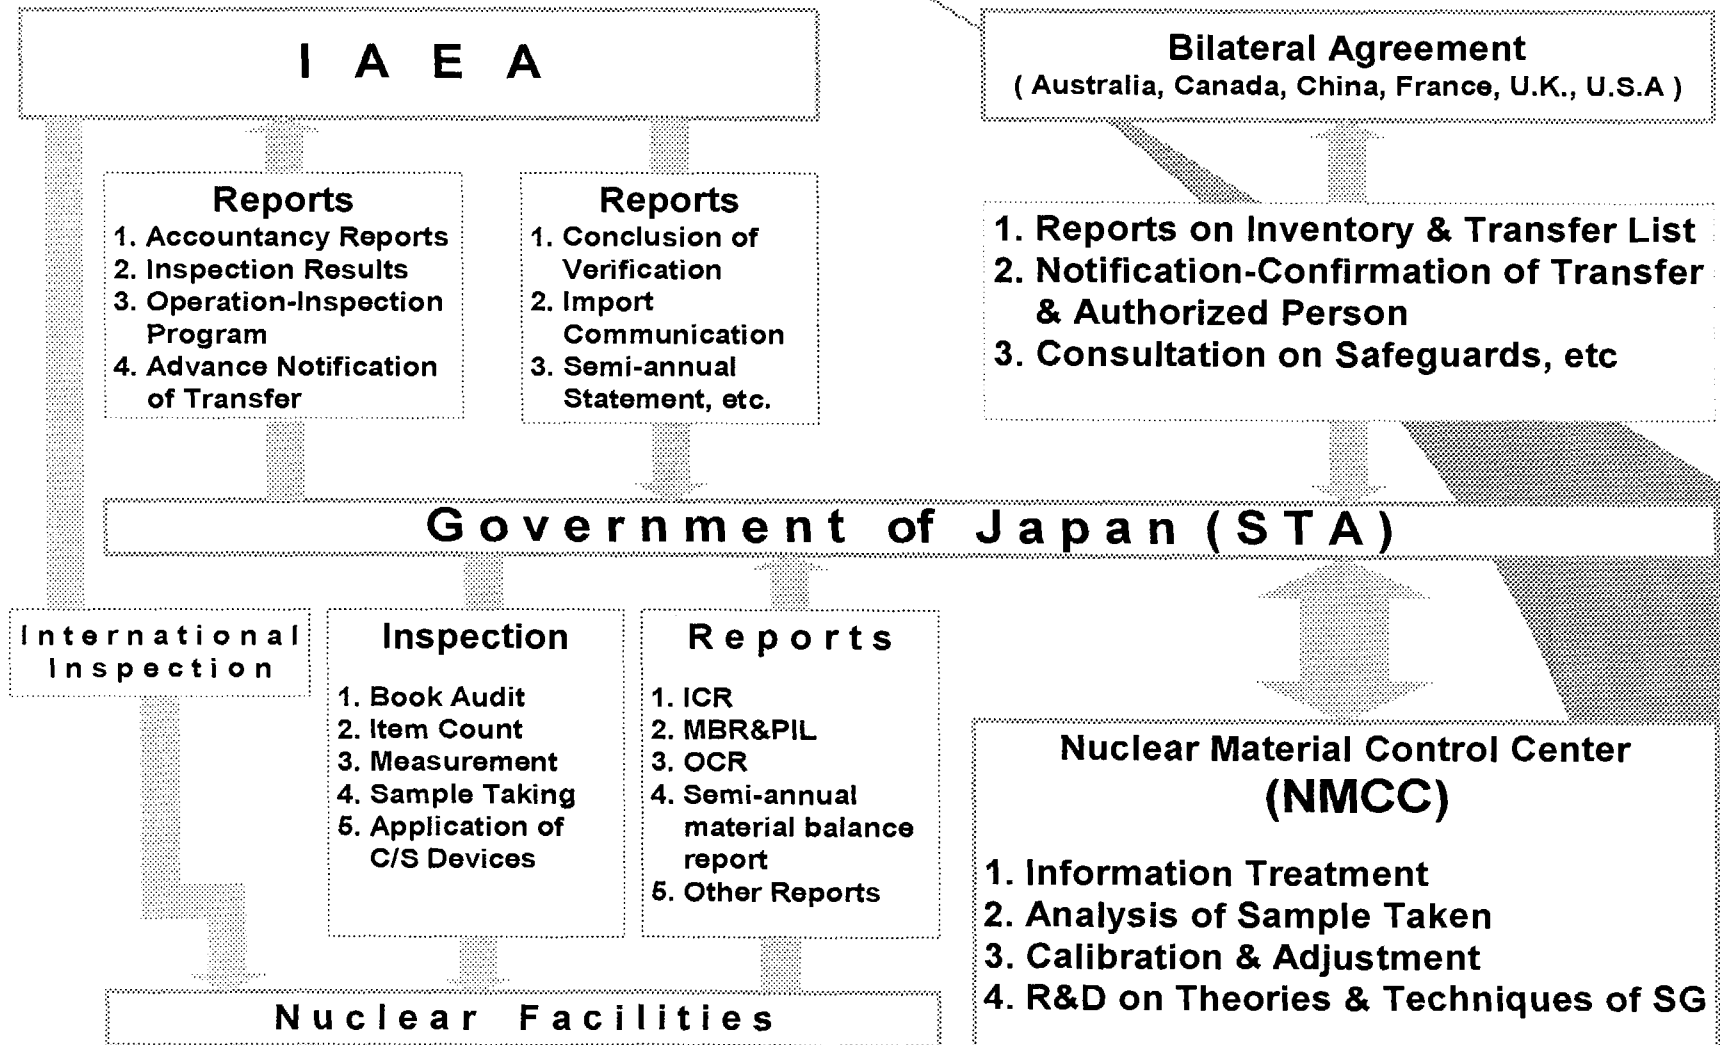 IAEA
Bilateral Agreement
( Australia, Canada, China, France, U.K., U.S.A )
Reports
1. Accountancy Reports
2. Inspection Results
3. Operation-Inspection
Program
4. Advance Notification
of Transfer
Reports
1. Conclusion of
Verification
2. Import
Communication
3. Semi-annual
Statement, etc.
1. Reports on Inventory & Transfer List
2. Notification-Confirmation of Transfer
& Authorized Person
3. Consultation on Safeguards, etc
Government of Japan (STA)
International
Inspection
Inspection
1. Book Audit
2. Item Count
3. Measurement
4. Sample Taking
5. Application of
C/S Devices
Reports
1. ICR
2. MBR&PIL
3. OCR
4. Semi-annual
material balance
report
5. Other Reports
Nuclear Material Control Center
(NMCC)
1. Information Treatment
2. Analysis of Sample Taken
3. Calibration & Adjustment
4. R&D on Theories & Techniques of SG
Nuclear Facilities